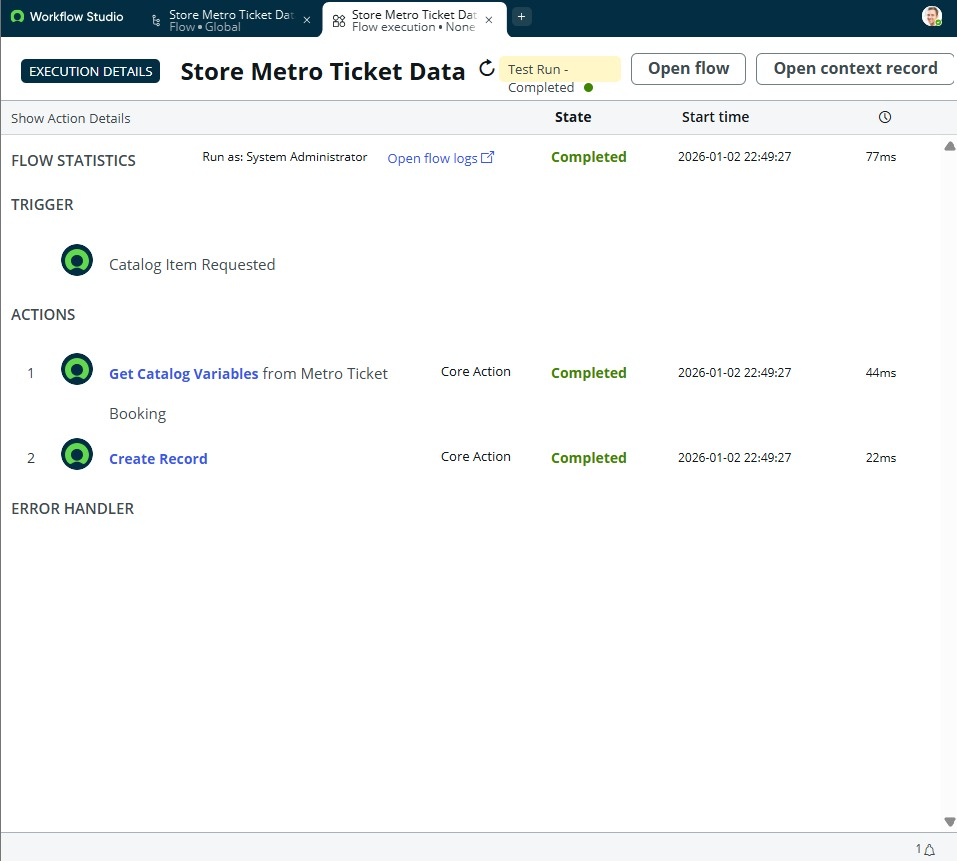 Workflow Studio
Store Metro Ticket Dat
Flow • Global
Store Metro Ticket Dat
Flow execution • None
EXECUTION DETAILS
Store Metro Ticket Data
Test Run -
Completed
Open flow
Open context record
Show Action Details
State
Start time
FLOW STATISTICS
Run as: System Administrator
Open flow logs
Completed
2026-01-02 22:49:27
77ms
TRIGGER
Catalog Item Requested
ACTIONS
1
Get Catalog Variables from Metro Ticket
Booking
Core Action
Completed
2026-01-02 22:49:27
44ms
2
Create Record
Core Action
Completed
2026-01-02 22:49:27
22ms
ERROR HANDLER
1